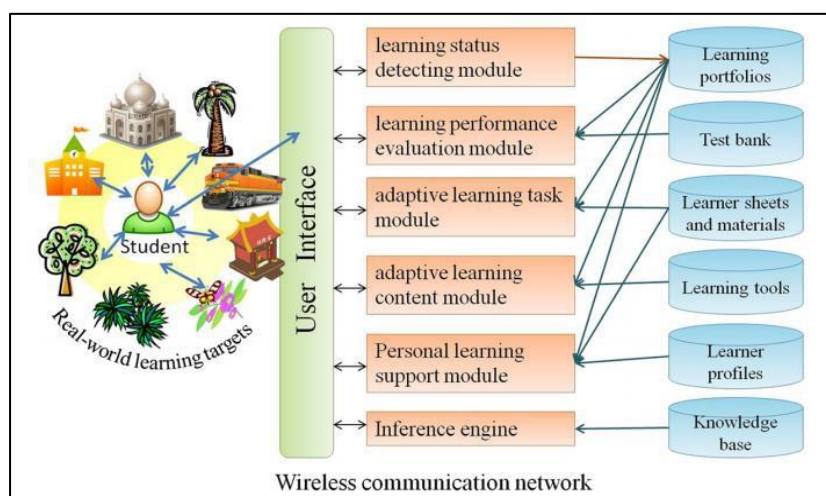 Student
Real-world learning targets
User Interface
learning status
detecting module
learning performance
evaluation module
adaptive learning task
module
adaptive learning
content module
Personal learning
support module
Inference engine
Learning
portfolios
Test bank
Learner sheets
and materials
Learning tools
Learner
profiles
Knowledge
base
Wireless communication network